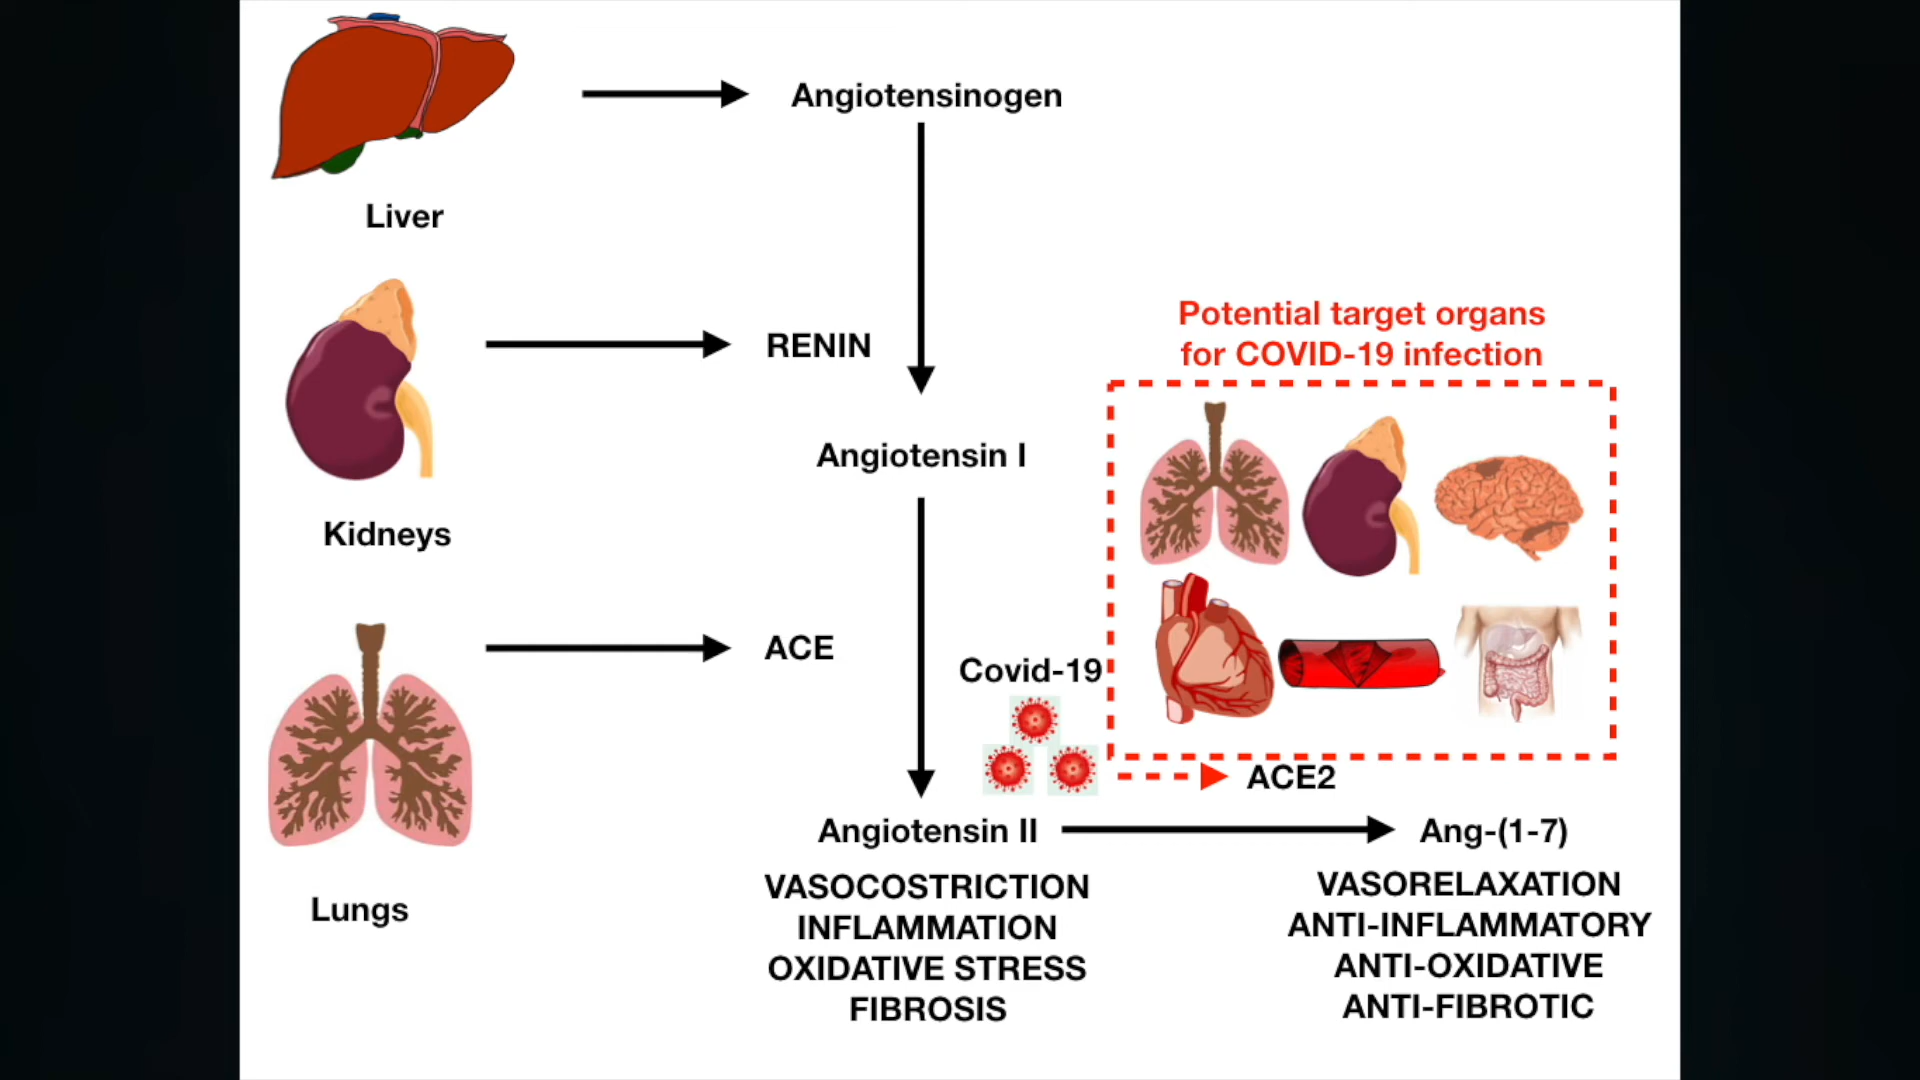 Angiotensinogen
Liver
RENIN
Potential target organs
for COVID-19 infection
Angiotensin I
Kidneys
ACE
Covid-19
ACE2
Angiotensin II
Ang-(1-7)
VASOCOSTRICTION
INFLAMMATION
OXIDATIVE STRESS
FIBROSIS
VASORELAXATION
ANTI-INFLAMMATORY
ANTI-OXIDATIVE
ANTI-FIBROTIC
Lungs